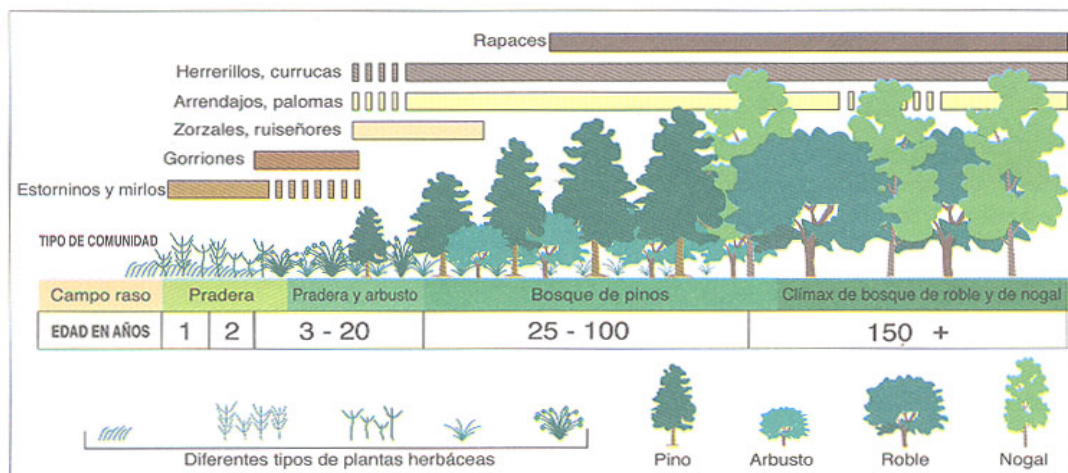 Rapaces
Herrerillos, currucas
Arrendajos, palomas
Zorzales, ruiseñores
Gorriones
Estorninos y mirlos
TIPO DE COMUNIDAD
Campo raso Pradera Pradera y arbusto Bosque de pinos Clímax de bosque de roble y de nogal
EDAD EN AÑOS 1 2 3 - 20 25 - 100 150 +
Diferentes tipos de plantas herbáceas Pino Arbusto Roble Nogal